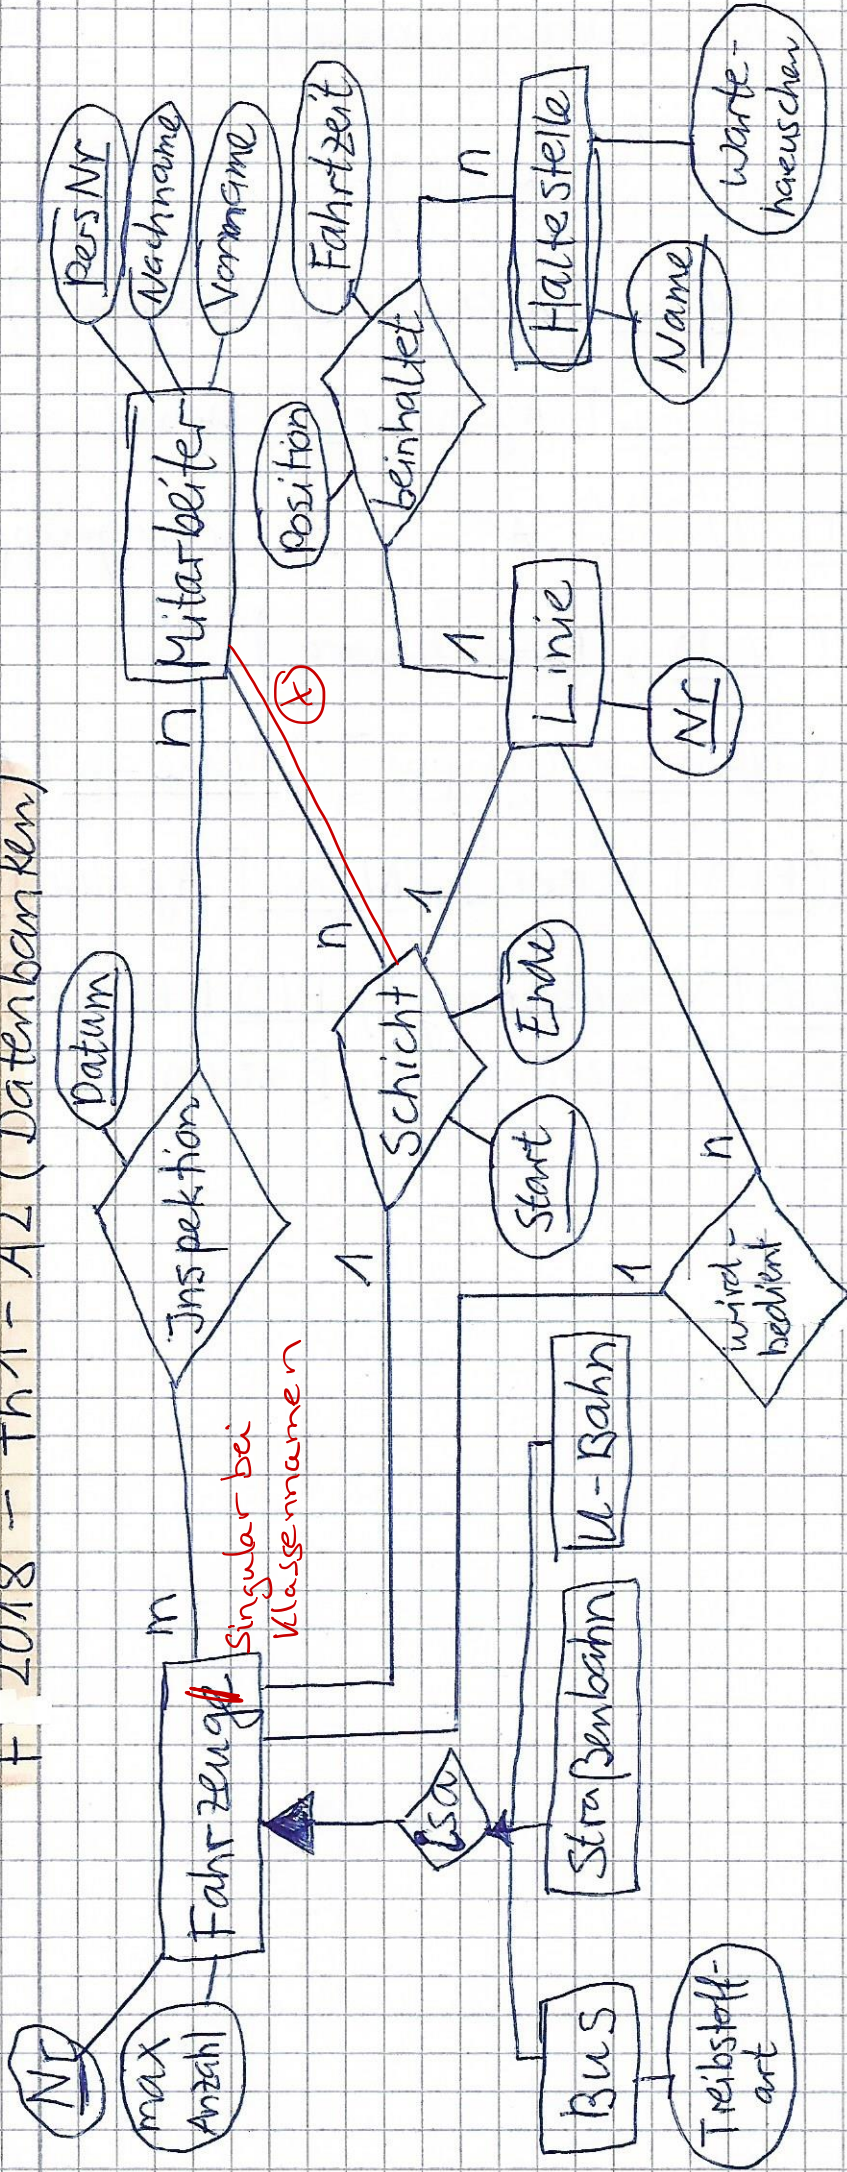 F 2018 - Th1 - A2 (Datenbanken)
Nr
max
Anzahl
Fahrzeuge
m
Singular bei
Klassennamen
Inspektion
Datum
n
Mitarbeiter
PersNr
Nachname
Vorname
x
isa
Bus
Treibstoff-
art
Straßenbahn
U-Bahn
1
Schicht
Start
Ende
n
1
1
wird-
bedient
n
Linie
Nr
1
beinhaltet
Position
Fahrtzeit
n
Haltestelle
Name
Warte-
haeuschen